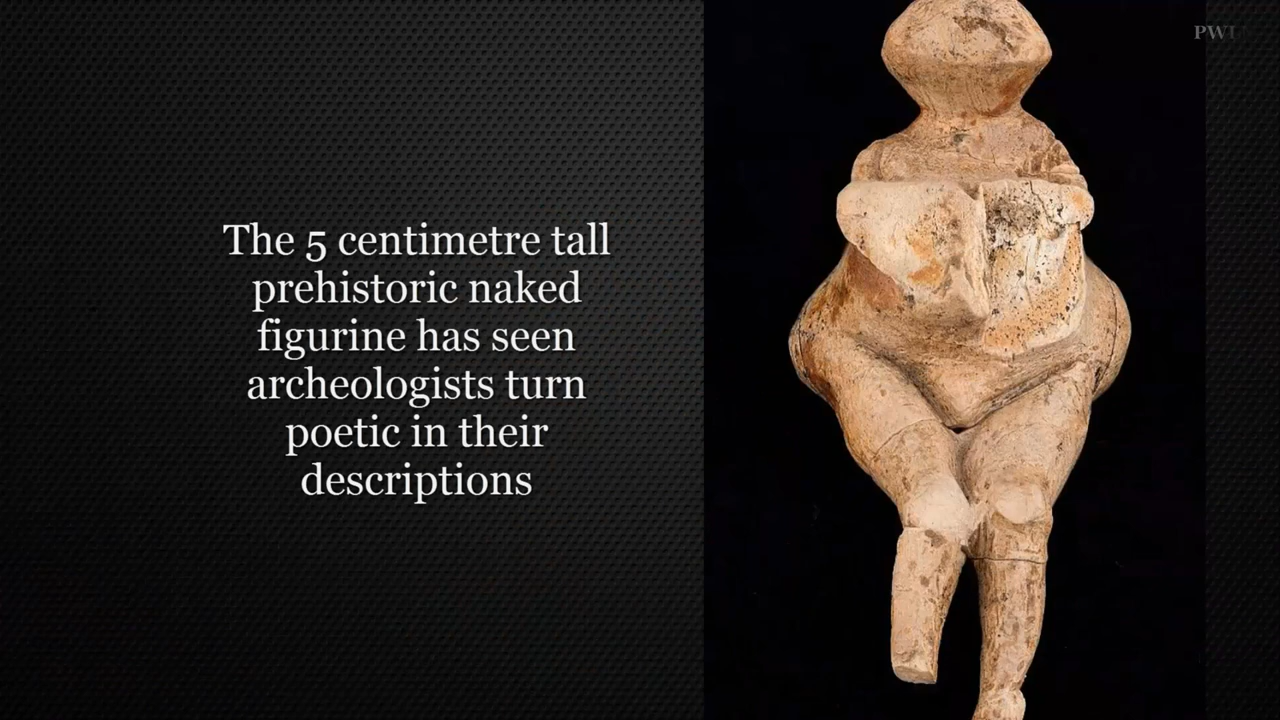 The 5 centimetre tall
prehistoric naked
figurine has seen
archeologists turn
poetic in their
descriptions